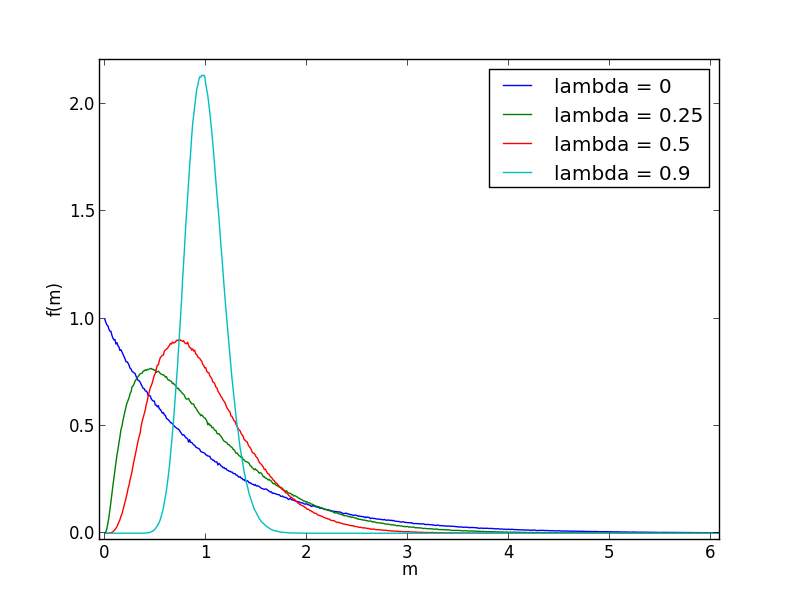 lambda = 0
lambda = 0.25
lambda = 0.5
lambda = 0.9
2.0
1.5
1.0
0.5
0.0
f(m)
0 1 2 3 4 5 6
m